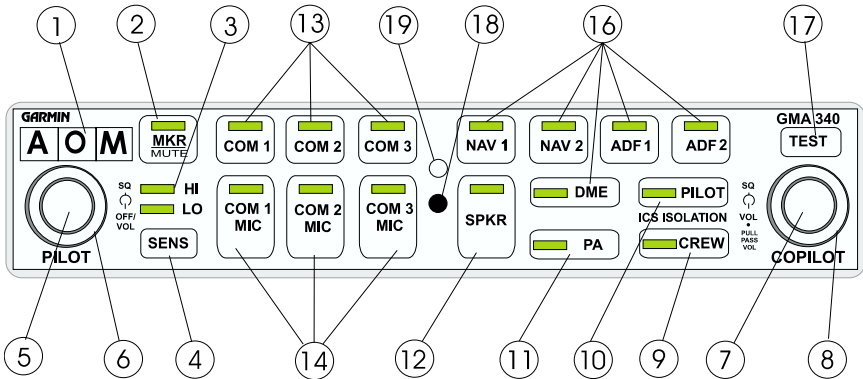 1
2
3
13
19
18
16
17
GARMIN
GMA 340
A O M
MKR
MUTE
COM 1
COM 2
COM 3
NAV 1
NAV 2
ADF 1
ADF 2
TEST
SQ
OFF/
VOL
HI
LO
SENS
PILOT
COM 1
MIC
COM 2
MIC
COM 3
MIC
SPKR
DME
PA
PILOT
ICS ISOLATION
CREW
SQ
VOL
PULL
PASS
VOL
COPILOT
5
6
4
14
12
11
10
9
7
8